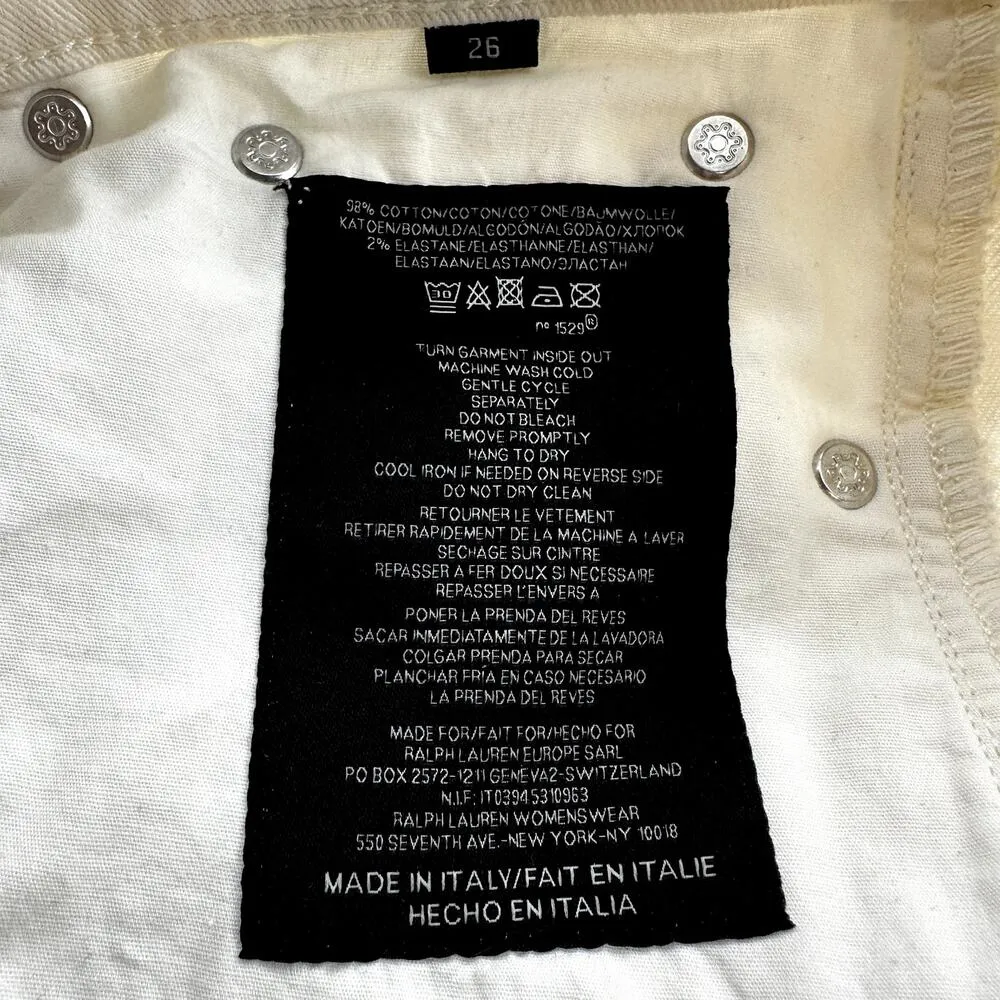 26
98% COTTON/COTON/COTONE/BAUMWOLLE/
KATOEN/BOMULD/ALGODÓN/ALGODÃO/ХЛОПОК
2% ELASTANE/ELASTHANNE/ELASTHAN/
ELASTAAN/ELASTANO/ЭЛАСТАН
30
nº 1529®
TURN GARMENT INSIDE OUT
MACHINE WASH COLD
GENTLE CYCLE
SEPARATELY
DO NOT BLEACH
REMOVE PROMPTLY
HANG TO DRY
COOL IRON IF NEEDED ON REVERSE SIDE
DO NOT DRY CLEAN
RETOURNER LE VETEMENT
RETIRER RAPIDEMENT DE LA MACHINE A LAVER
SECHAGE SUR CINTRE
REPASSER A FER DOUX SI NECESSAIRE
REPASSER L'ENVERS A
PONER LA PRENDA DEL REVES
SACAR INMEDIATAMENTE DE LA LAVADORA
COLGAR PRENDA PARA SECAR
PLANCHAR FRÍA EN CASO NECESARIO
LA PRENDA DEL REVES
MADE FOR/FAIT FOR/HECHO FOR
RALPH LAUREN EUROPE SARL
PO BOX 2572-1211 GENEVA2-SWITZERLAND
N.I.F: IT03945310963
RALPH LAUREN WOMENSWEAR
550 SEVENTH AVE.-NEW YORK-NY 10018
MADE IN ITALY/FAIT EN ITALIE
HECHO EN ITALIA